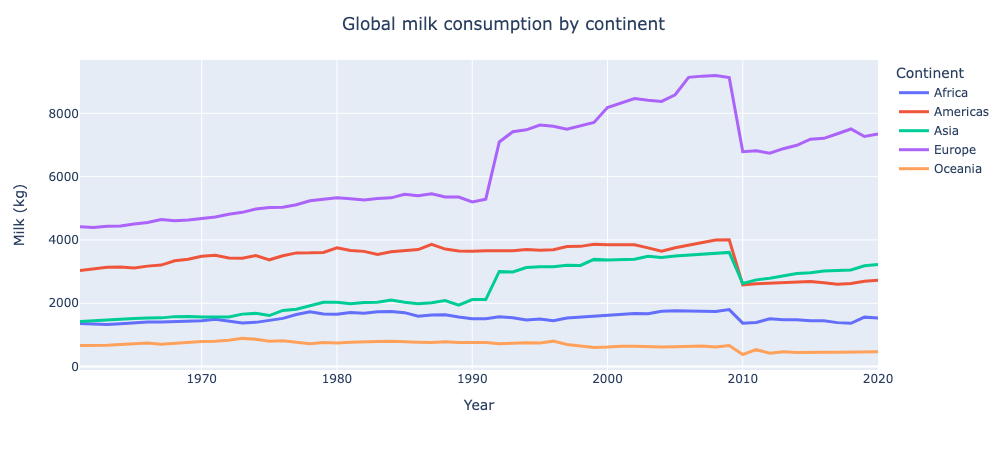 Global milk consumption by continent
Continent
Africa
Americas
Asia
Europe
Oceania
Milk (kg)
8000
6000
4000
2000
0
1970
1980
1990
2000
2010
2020
Year